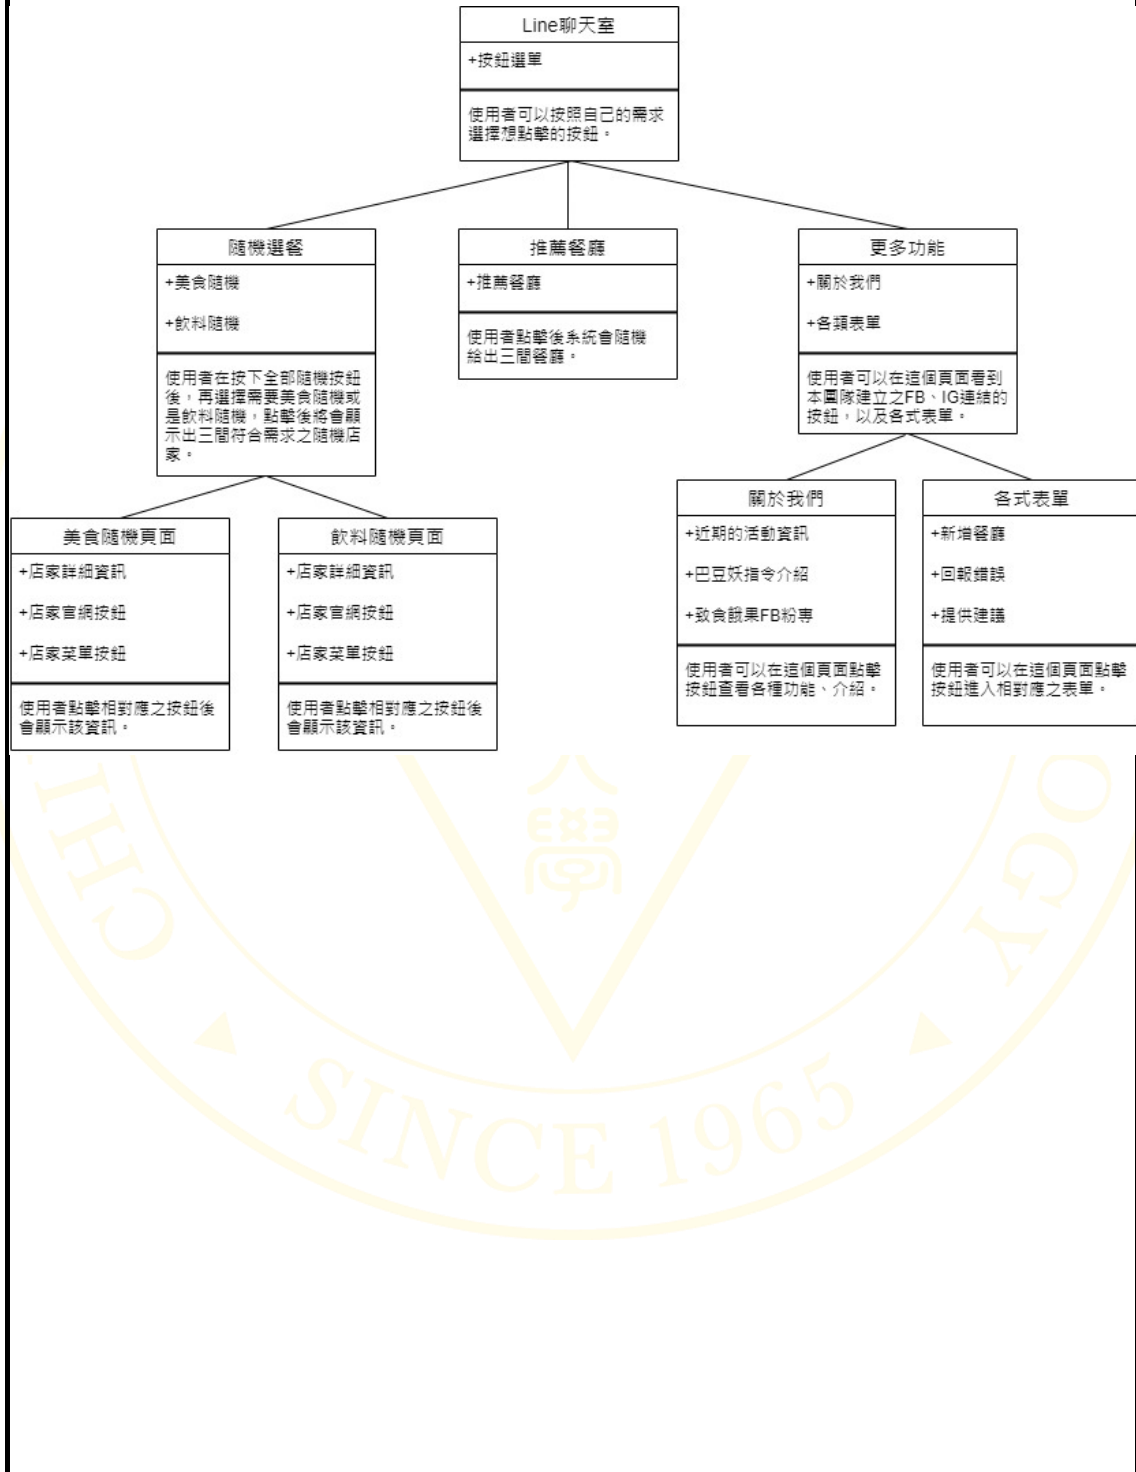 Line聊天室
+按鈕選單
使用者可以按照自己的需求
選擇想點擊的按鈕。
隨機選餐
+美食隨機
+飲料隨機
使用者在按下全部隨機按鈕
後，再選擇需要美食隨機或
是飲料隨機，點擊後將會顯
示出三間符合需求之隨機店
家。
推薦餐廳
+推薦餐廳
使用者點擊後系統會隨機
給出三間餐廳。
更多功能
+關於我們
+各類表單
使用者可以在這個頁面看到
本團隊建立之FB、IG連結的
按鈕，以及各式表單。
美食隨機頁面
+店家詳細資訊
+店家官網按鈕
+店家菜單按鈕
使用者點擊相對應之按鈕後
會顯示該資訊。
飲料隨機頁面
+店家詳細資訊
+店家官網按鈕
+店家菜單按鈕
使用者點擊相對應之按鈕後
會顯示該資訊。
關於我們
+近期的活動資訊
+巴豆妖指令介紹
+致食餓果FB粉專
使用者可以在這個頁面點擊
按鈕查看各種功能、介紹。
各式表單
+新增餐廳
+回報錯誤
+提供建議
使用者可以在這個頁面點擊
按鈕進入相對應之表單。
CHI
學
OGY
SINCE 1965